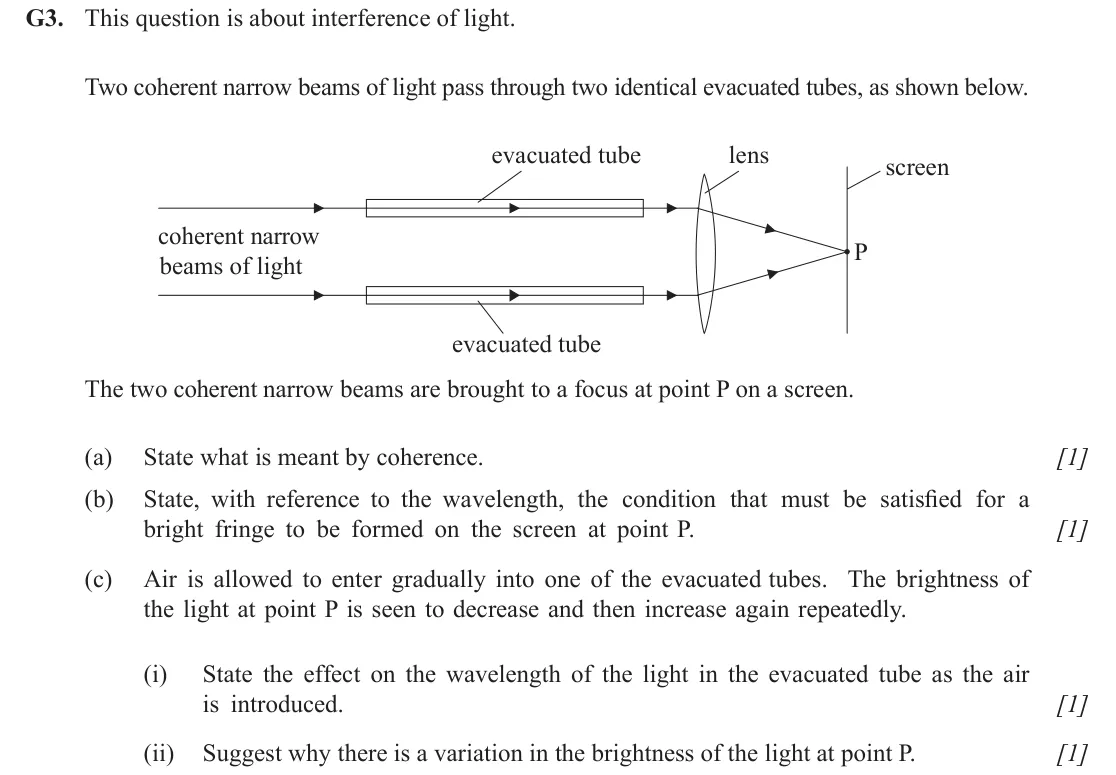 G3. This question is about interference of light.
Two coherent narrow beams of light pass through two identical evacuated tubes, as shown below.
evacuated tube
lens
screen
coherent narrow
beams of light
P
evacuated tube
The two coherent narrow beams are brought to a focus at point P on a screen.
(a) State what is meant by coherence. [1]
(b) State, with reference to the wavelength, the condition that must be satisfied for a
bright fringe to be formed on the screen at point P. [1]
(c) Air is allowed to enter gradually into one of the evacuated tubes. The brightness of
the light at point P is seen to decrease and then increase again repeatedly.
(i) State the effect on the wavelength of the light in the evacuated tube as the air
is introduced. [1]
(ii) Suggest why there is a variation in the brightness of the light at point P. [1]